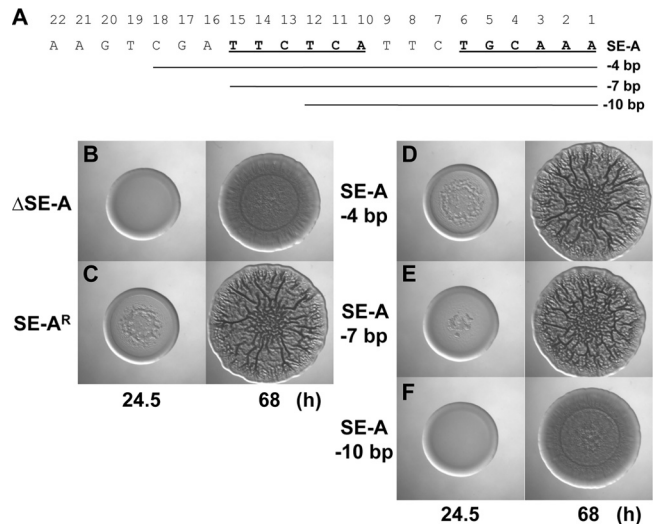 A
22 21 20 19 18 17 16 15 14 13 12 11 10 9 8 7 6 5 4 3 2 1
A A G T C G A T T C T C A T T C T G C A A A SE-A
-4 bp
-7 bp
-10 bp
B
ΔSE-A
C
SE-Aᴿ
24.5 68 (h)
D
SE-A
-4 bp
E
SE-A
-7 bp
F
SE-A
-10 bp
24.5 68 (h)